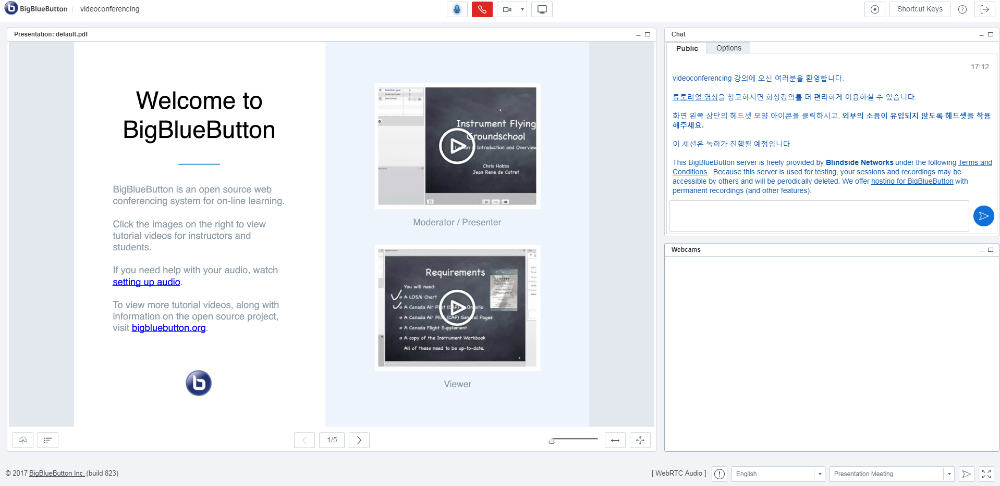 BigBlueButton
videoconferencing
Shortcut Keys
Presentation: default.pdf
Welcome to
BigBlueButton
BigBlueButton is an open source web
conferencing system for on-line learning.
Click the images on the right to view
tutorial videos for instructors and
students.
If you need help with your audio, watch
setting up audio.
To view more tutorial videos, along with
information on the open source project,
visit bigbluebutton.org.
Instrument Flying
Groundschool
Introduction and Overview
Chris Hobbs
Jean Rene de Cotret
Moderator / Presenter
Requirements
You will need:
A LO5/6 Chart
A Canada Air Pilot (CAP) Ontario
A Canada Air Pilot (CAP) General Pages
A Canada Flight Supplement
A copy of the Instrument Workbook
All of these need to be up-to-date.
Viewer
1/5
Chat
Public
Options
17:12
videoconferencing 강의에 오신 여러분을 환영합니다.
튜토리얼 영상을 참고하시면 화상강의를 더 편리하게 이용하실 수 있습니다.
화면 왼쪽 상단의 헤드셋 모양 아이콘을 클릭하시고, 외부의 소음이 유입되지 않도록 헤드셋을 착용
해주세요.
이 세션은 녹화가 진행될 예정입니다.
This BigBlueButton server is freely provided by Blindside Networks under the following Terms and
Conditions.  Because this server is used for testing, your sessions and recordings may be
accessible by others and will be perodically deleted. We offer hosting for BigBlueButton with
permanent recordings (and other features).
Webcams
© 2017 BigBlueButton Inc. (build 823)
[ WebRTC Audio ]
English
Presentation Meeting